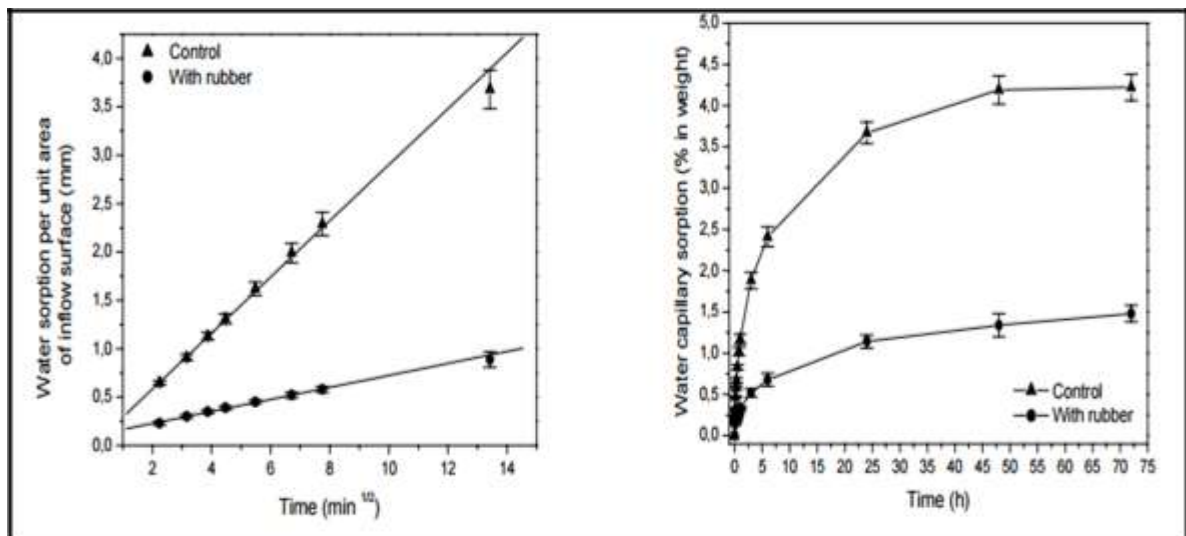 4,0
3,5
3,0
2,5
2,0
1,5
1,0
0,5
0,0
Water sorption per unit area
of inflow surface (mm)
Control
With rubber
2 4 6 8 10 12 14
Time (min 1/2)
5,0
4,5
4,0
3,5
3,0
2,5
2,0
1,5
1,0
0,5
0,0
Water capillary sorption (% in weight)
Control
With rubber
0 5 10 15 20 25 30 35 40 45 50 55 60 65 70 75
Time (h)